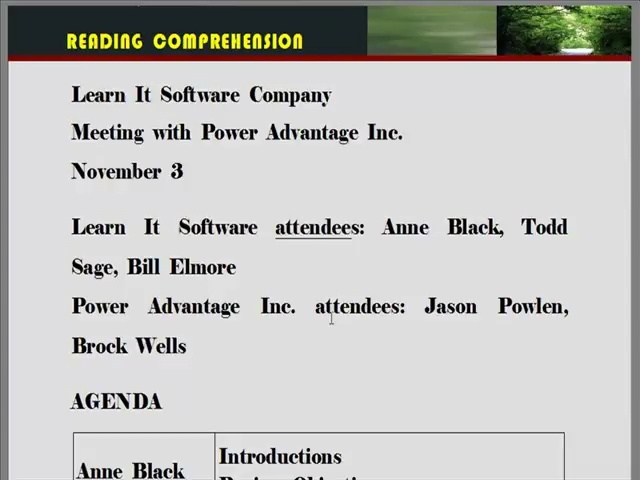 READING COMPREHENSION
Learn It Software Company
Meeting with Power Advantage Inc.
November 3
Learn It Software attendees: Anne Black, Todd
Sage, Bill Elmore
Power Advantage Inc. attendees: Jason Powlen,
Brock Wells
AGENDA
Introductions
Anne Black